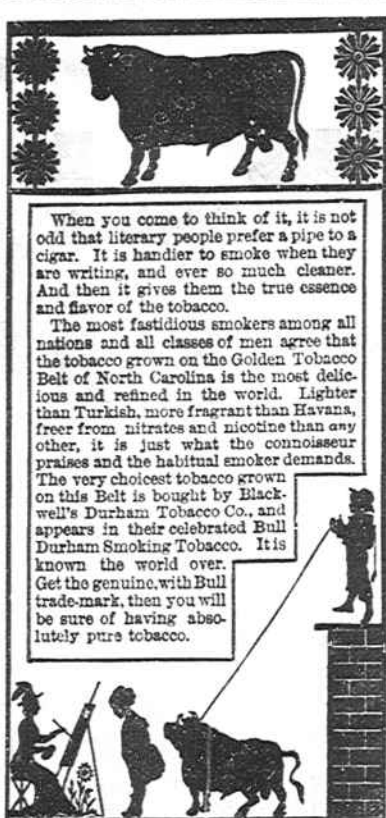 When you come to think of it, it is not
odd that literary people prefer a pipe to a
cigar. It is handier to smoke when they
are writing, and ever so much cleaner.
And then it gives them the true essence
and flavor of the tobacco.
The most fastidious smokers among all
nations and all classes of men agree that
the tobacco grown on the Golden Tobacco
Belt of North Carolina is the most delic-
ious and refined in the world. Lighter
than Turkish, more fragrant than Havana,
freer from nitrates and nicotine than any
other, it is just what the connoisseur
praises and the habitual smoker demands.
The very choicest tobacco grown
on this Belt is bought by Black-
well's Durham Tobacco Co., and
appears in their celebrated Bull
Durham Smoking Tobacco. It is
known the world over.
Get the genuine, with Bull
trade-mark, then you will
be sure of having abso-
lutely pure tobacco.